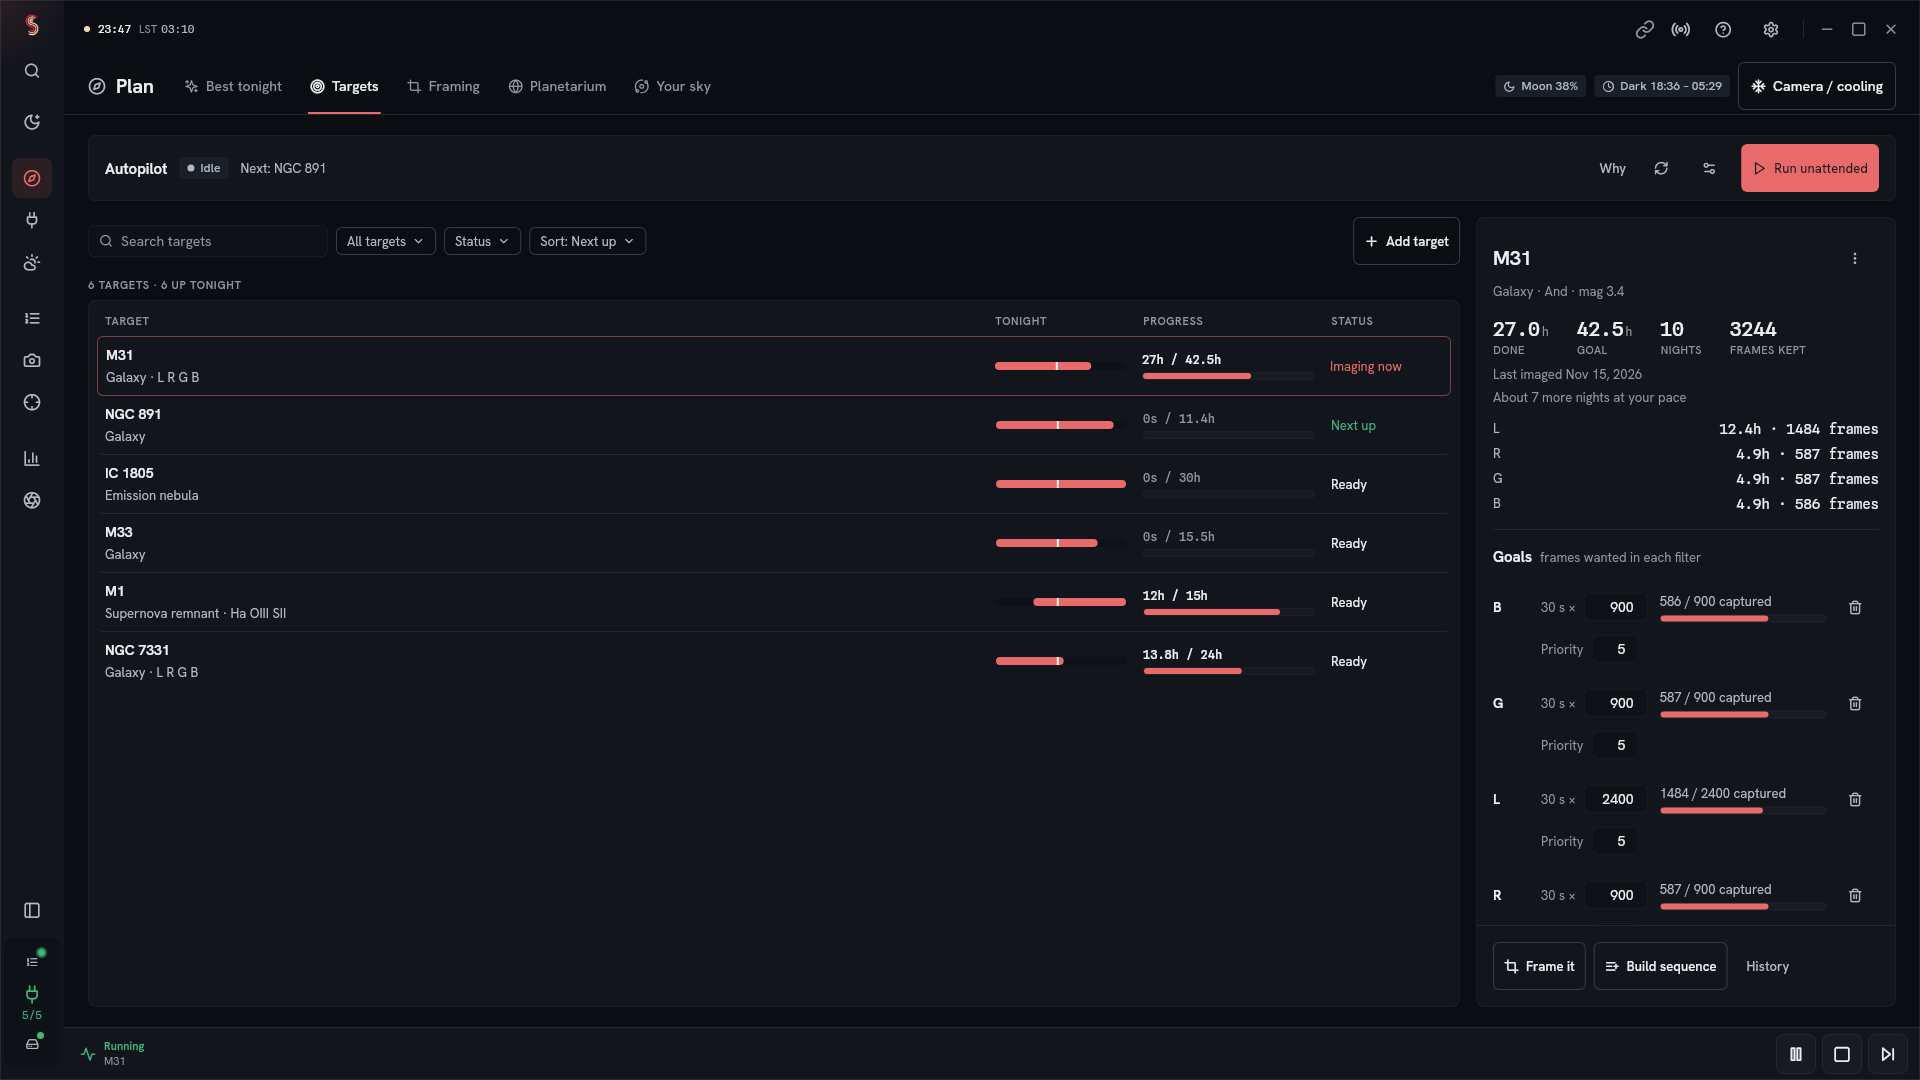 23:47 LST 03:10
Plan
Best tonight
Targets
Framing
Planetarium
Your sky
Moon 38%
Dark 18:36 – 05:29
Camera / cooling
Autopilot
Idle
Next: NGC 891
Why
Run unattended
Search targets
All targets
Status
Sort: Next up
Add target
6 TARGETS · 6 UP TONIGHT
TARGET TONIGHT PROGRESS STATUS
M31
Galaxy · L R G B
27h / 42.5h
Imaging now
NGC 891
Galaxy
0s / 11.4h
Next up
IC 1805
Emission nebula
0s / 30h
Ready
M33
Galaxy
0s / 15.5h
Ready
M1
Supernova remnant · Ha OIII SII
12h / 15h
Ready
NGC 7331
Galaxy · L R G B
13.8h / 24h
Ready
M31
Galaxy · And · mag 3.4
27.0h 42.5h 10 3244
DONE GOAL NIGHTS FRAMES KEPT
Last imaged Nov 15, 2026
About 7 more nights at your pace
L 12.4h · 1484 frames
R 4.9h · 587 frames
G 4.9h · 587 frames
B 4.9h · 586 frames
Goals frames wanted in each filter
B 30 s × 900 586 / 900 captured
Priority 5
G 30 s × 900 587 / 900 captured
Priority 5
L 30 s × 2400 1484 / 2400 captured
Priority 5
R 30 s × 900 587 / 900 captured
Frame it
Build sequence
History
5/5
Running
M31